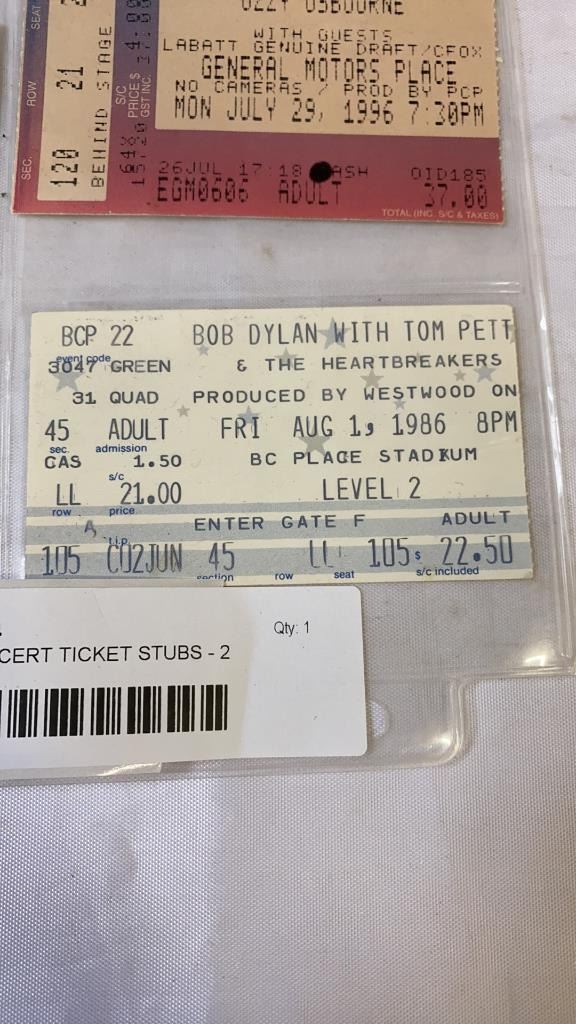 OZZY OSBOURNE
WITH GUESTS
LABATT GENUINE DRAFT/CFOX
GENERAL MOTORS PLACE
NO CAMERAS / PROD BY PCP
MON JULY 29, 1996 7:30PM
SEAT
ROW 21
SEC. 120
BEHIND STAGE
S/C
PRICE $
GST INC.
26JUL 17:18 ASH OID185
EGM0606 ADULT 37.00
TOTAL (INC. S/C & TAXES)
BCP 22 BOB DYLAN WITH TOM PETT
event code
3047 GREEN & THE HEARTBREAKERS
31 QUAD PRODUCED BY WESTWOOD ON
45 ADULT FRI AUG 1, 1986 8PM
sec. admission
CAS 1.50 BC PLACE STADIUM
s/c
LL 21.00 LEVEL 2
row price
A ENTER GATE F ADULT
105 C02JUN 45 LL 105 $ 22.50
section row seat s/c included
Qty: 1
CERT TICKET STUBS - 2